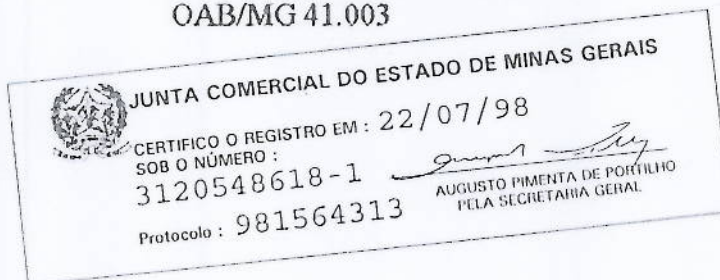 OAB/MG 41.003
JUNTA COMERCIAL DO ESTADO DE MINAS GERAIS
CERTIFICO O REGISTRO EM : 22/07/98
SOB O NÚMERO :
3120548618-1
Protocolo : 981564313
AUGUSTO PIMENTA DE PORTILHO
PELA SECRETARIA GERAL